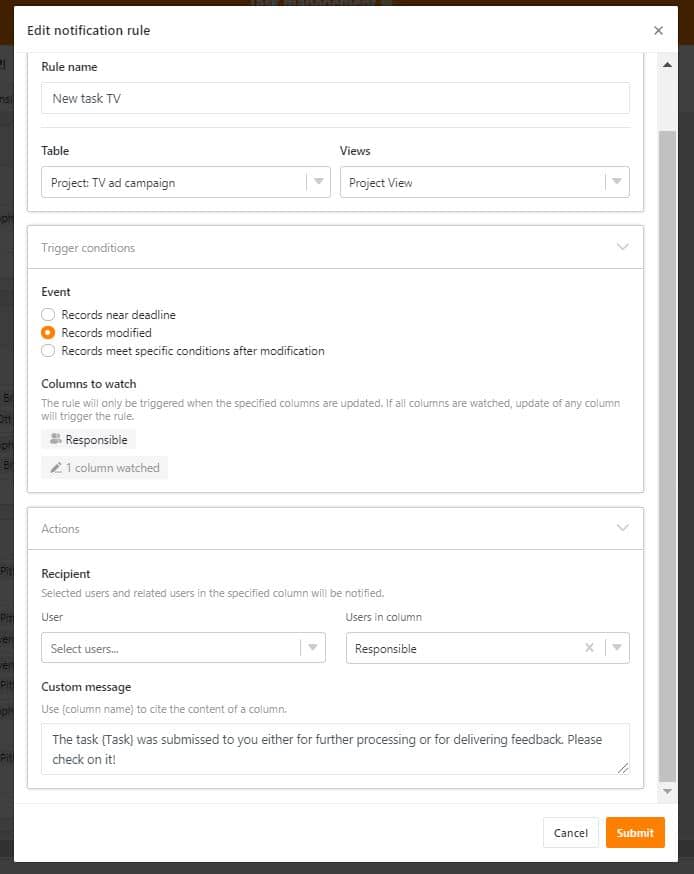 Edit notification rule
Rule name
New task TV
Table
Views
Project: TV ad campaign
Project View
Trigger conditions
Event
Records near deadline
Records modified
Records meet specific conditions after modification
Columns to watch
The rule will only be triggered when the specified columns are updated. If all columns are watched, update of any column
will trigger the rule.
Responsible
1 column watched
Actions
Recipient
Selected users and related users in the specified column will be notified.
User
Users in column
Select users...
Responsible
Custom message
Use {column name} to cite the content of a column.
The task {Task} was submissed to you either for further processing or for delivering feedback. Please
check on it!
Cancel
Submit